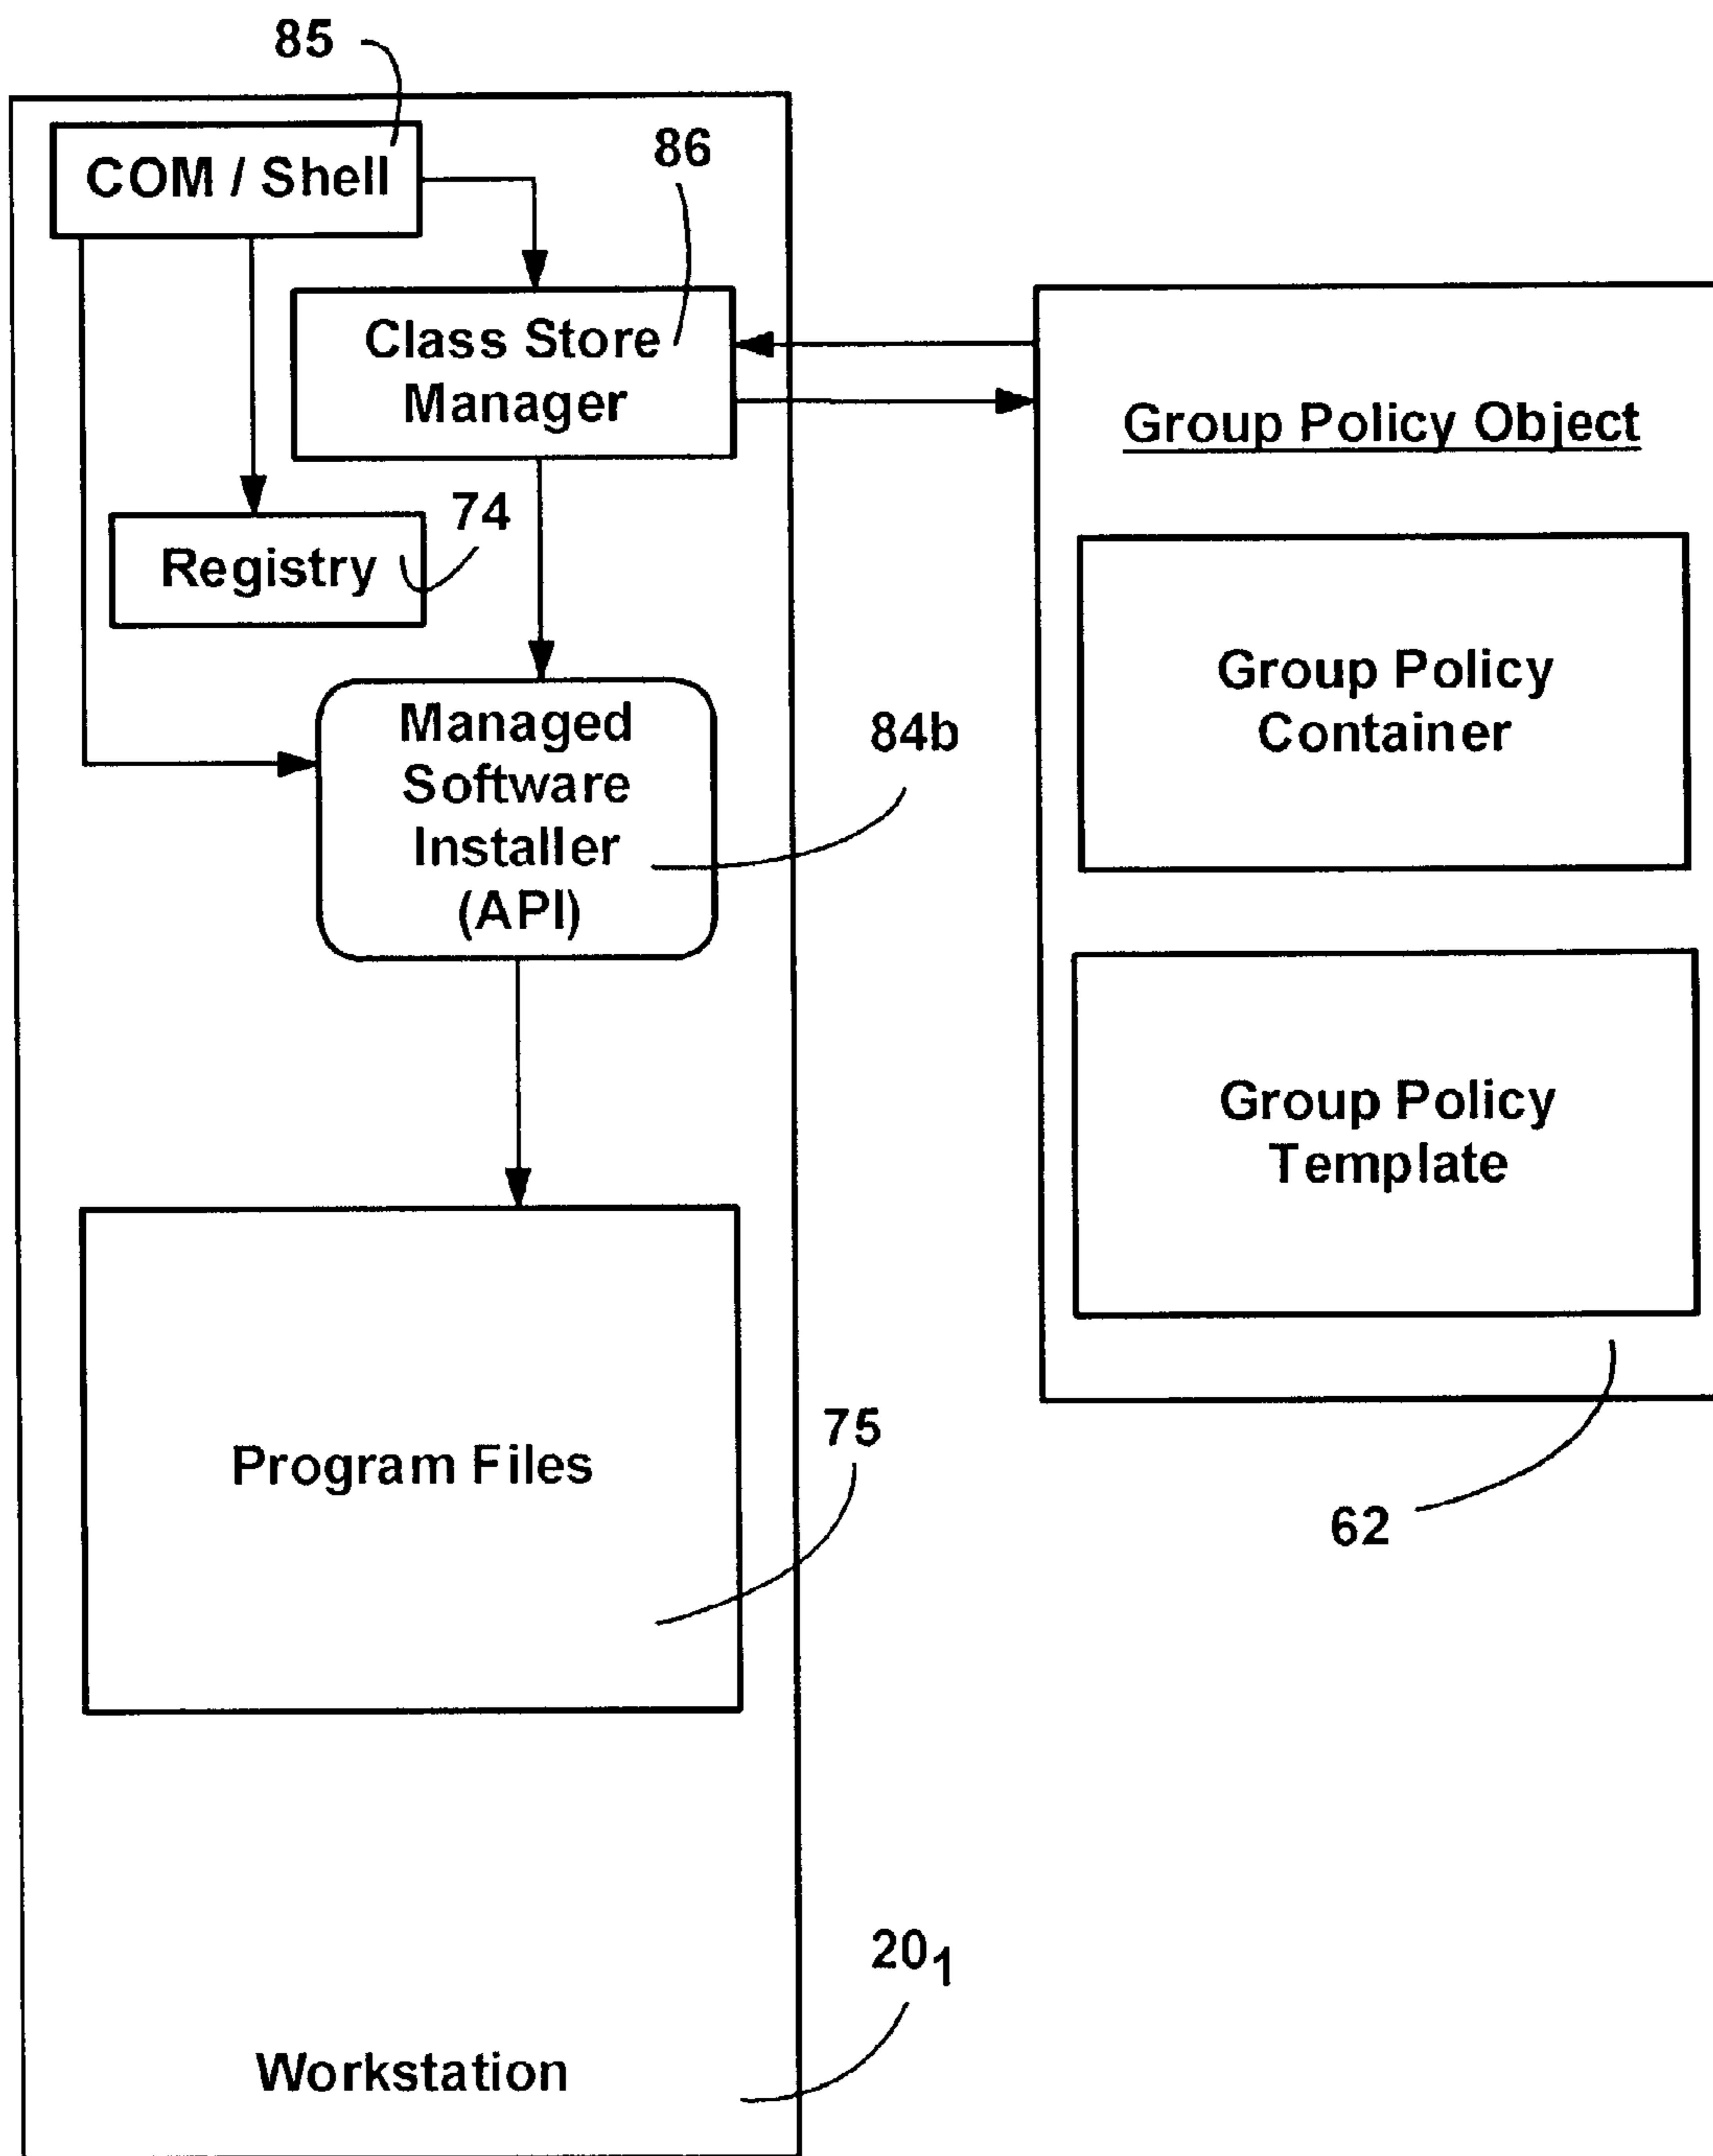 85
COM / Shell
86
Class Store
Manager
Group Policy Object
74
Registry
Group Policy
Container
Managed
Software
Installer
(API)
84b
Group Policy
Template
Program Files
75
62
20₁
Workstation